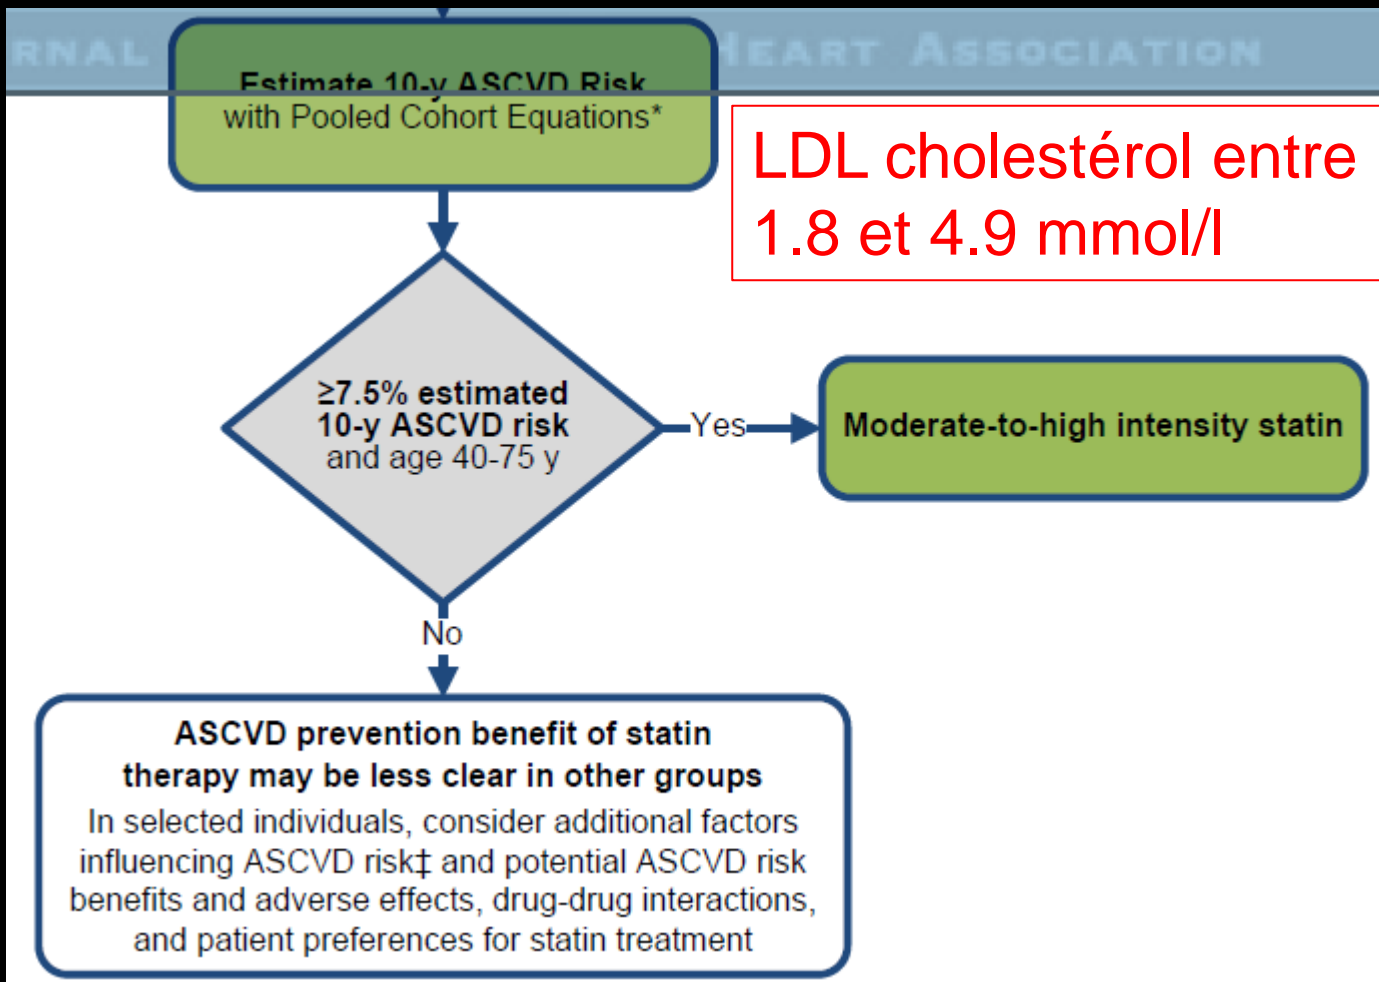 RNAL HEART ASSOCIATION
Estimate 10-y ASCVD Risk
with Pooled Cohort Equations*
LDL cholestérol entre
1.8 et 4.9 mmol/l
≥7.5% estimated
10-y ASCVD risk
and age 40-75 y
Yes
Moderate-to-high intensity statin
No
ASCVD prevention benefit of statin
therapy may be less clear in other groups
In selected individuals, consider additional factors
influencing ASCVD risk‡ and potential ASCVD risk
benefits and adverse effects, drug-drug interactions,
and patient preferences for statin treatment